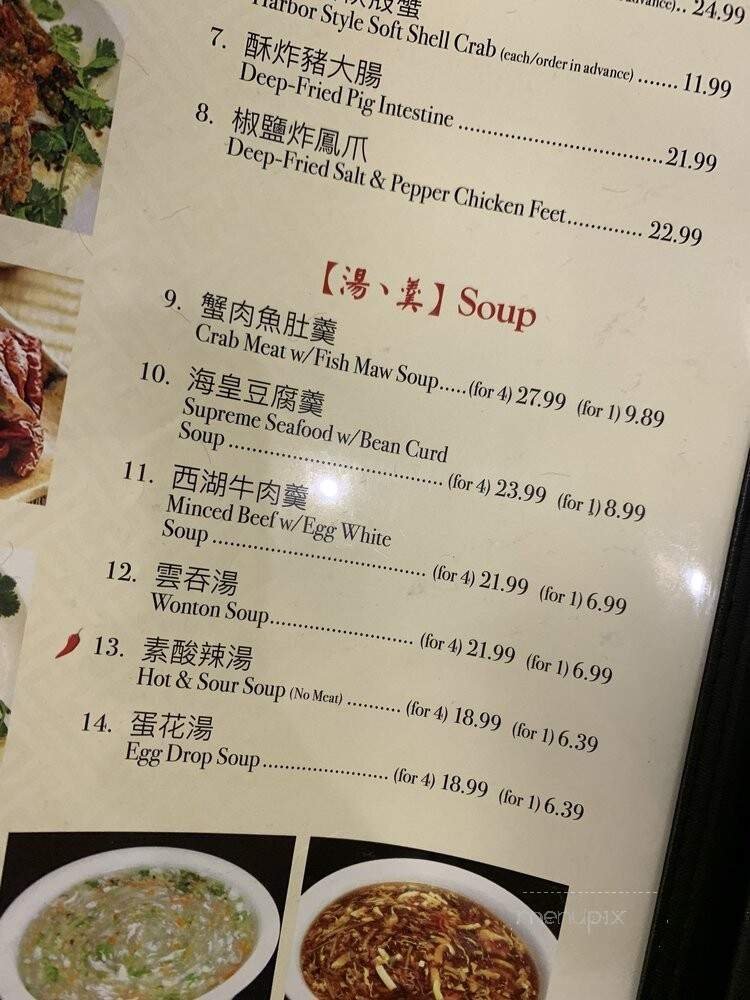 殼蟹
24.99
Harbor Style Soft Shell Crab (each/order in advance) ....... 11.99
7. 酥炸豬大腸
Deep-Fried Pig Intestine ................................... 21.99
8. 椒鹽炸鳳爪
Deep-Fried Salt & Pepper Chicken Feet............. 22.99
【湯、羹】Soup
9. 蟹肉魚肚羹
Crab Meat w/Fish Maw Soup.....(for 4) 27.99 (for 1) 9.89
10. 海皇豆腐羹
Supreme Seafood w/Bean Curd
Soup ..................................... (for 4) 23.99 (for 1) 8.99
11. 西湖牛肉羹
Minced Beef w/Egg White
Soup ..................................... (for 4) 21.99 (for 1) 6.99
12. 雲吞湯
Wonton Soup......................... (for 4) 21.99 (for 1) 6.99
13. 素酸辣湯
Hot & Sour Soup (No Meat) .......... (for 4) 18.99 (for 1) 6.39
14. 蛋花湯
Egg Drop Soup...................... (for 4) 18.99 (for 1) 6.39
menupix